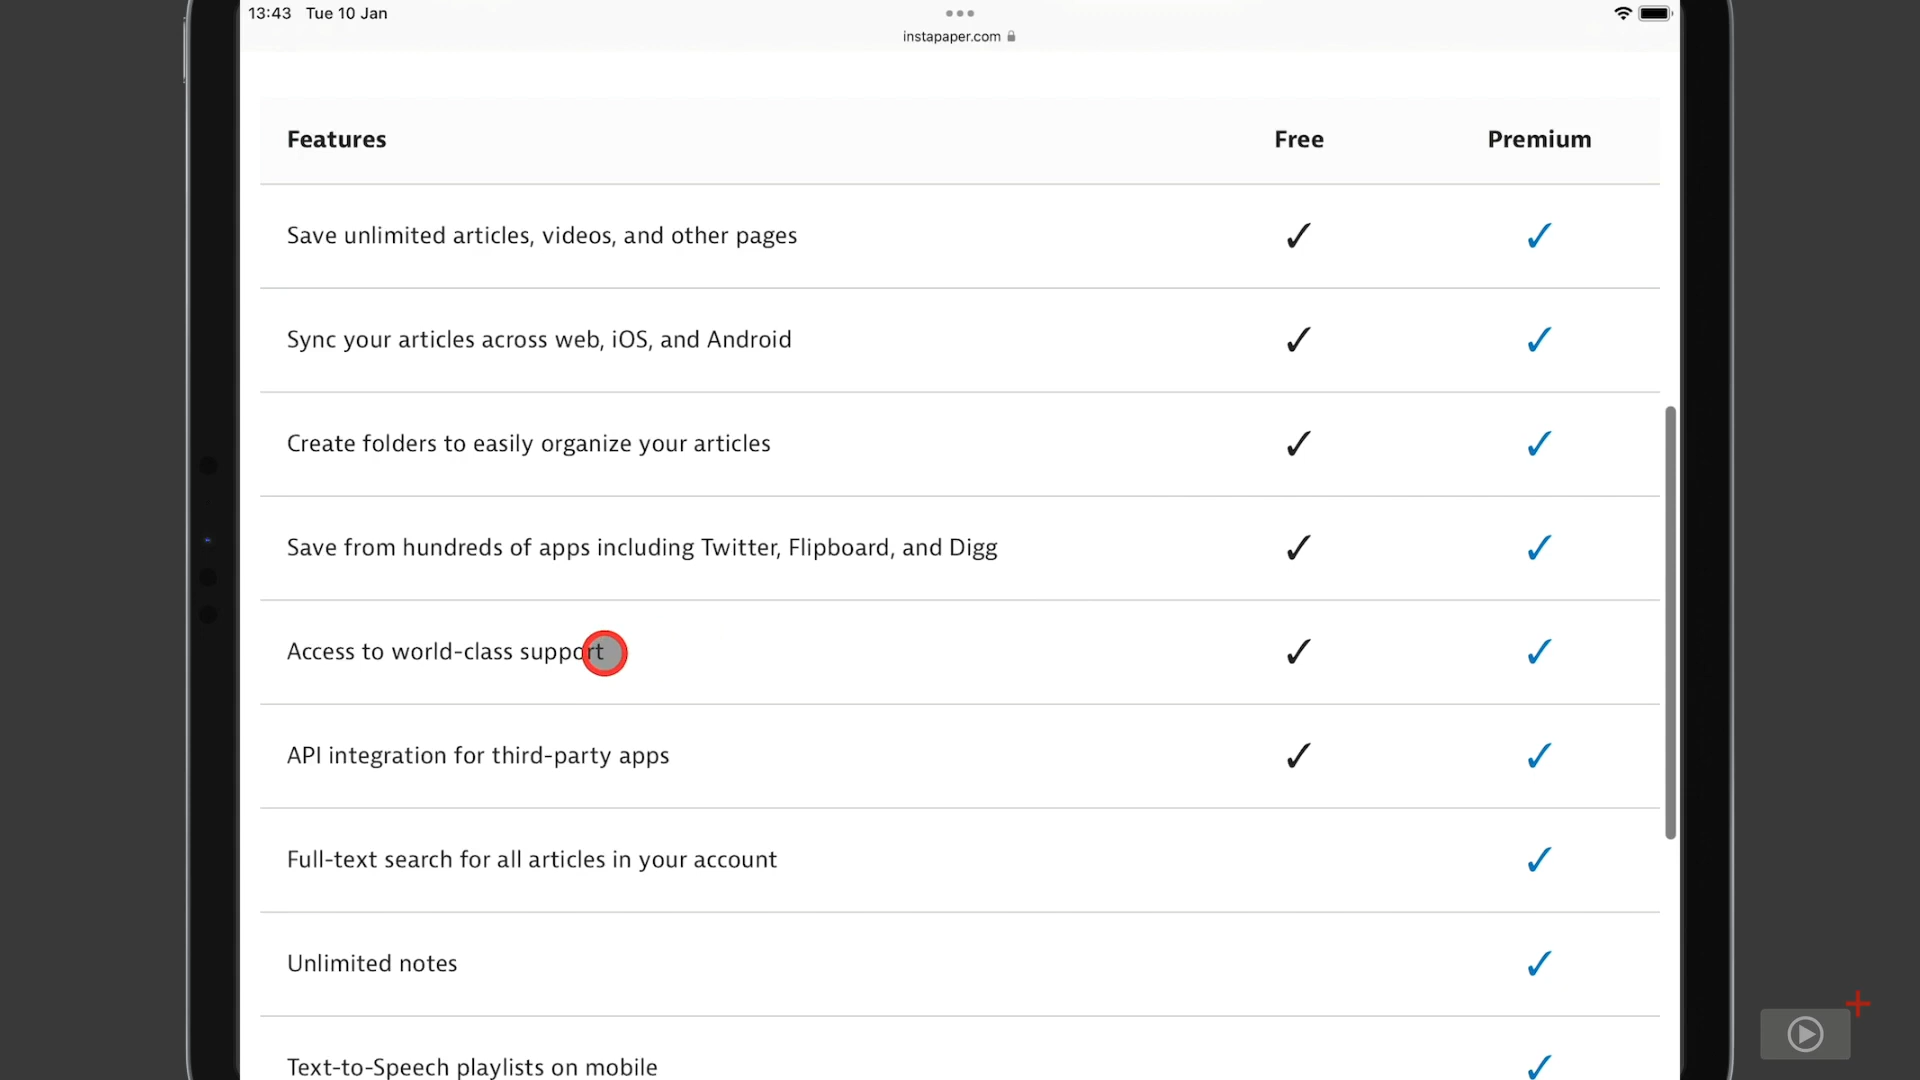 13:43 Tue 10 Jan
instapaper.com
Features Free Premium
Save unlimited articles, videos, and other pages ✓ ✓
Sync your articles across web, iOS, and Android ✓ ✓
Create folders to easily organize your articles ✓ ✓
Save from hundreds of apps including Twitter, Flipboard, and Digg ✓ ✓
Access to world-class support ✓ ✓
API integration for third-party apps ✓ ✓
Full-text search for all articles in your account ✓
Unlimited notes ✓
Text-to-Speech playlists on mobile ✓